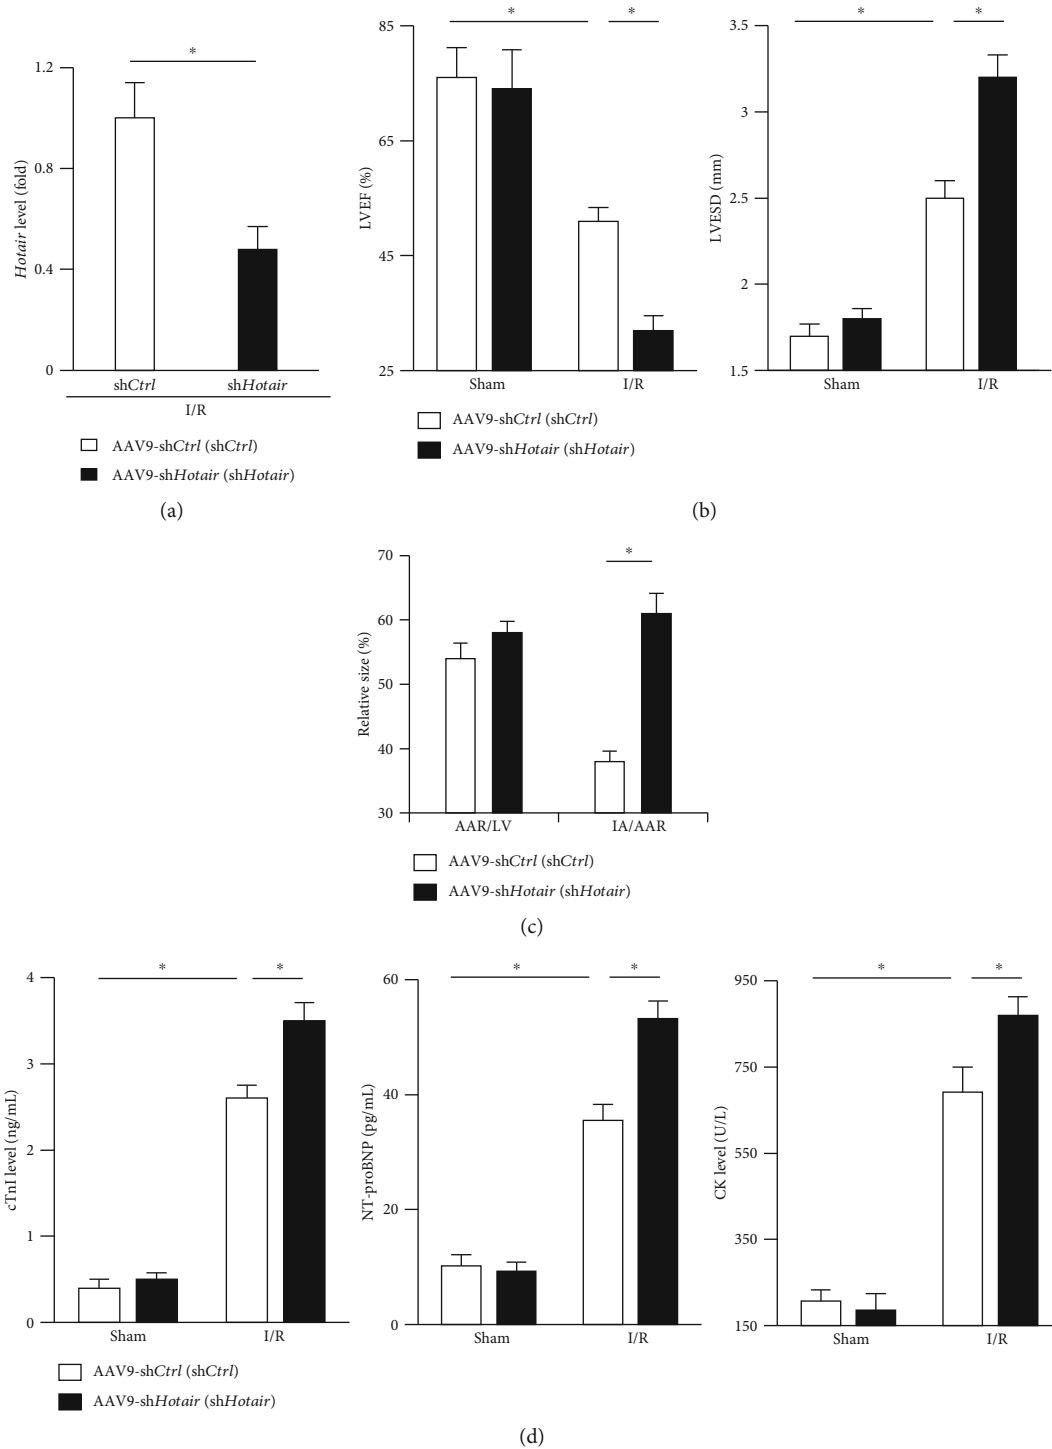 *
1.2
0.8
0.4
0
Hotair level (fold)
shCtrl
shHotair
I/R
AAV9-shCtrl (shCtrl)
AAV9-shHotair (shHotair)
(a)
*
*
85
65
45
25
LVEF (%)
Sham
I/R
AAV9-shCtrl (shCtrl)
AAV9-shHotair (shHotair)
*
*
3.5
3
2.5
2
1.5
LVESD (mm)
Sham
I/R
(b)
*
70
60
50
40
30
Relative size (%)
AAR/LV
IA/AAR
AAV9-shCtrl (shCtrl)
AAV9-shHotair (shHotair)
(c)
*
*
4
3
2
1
0
cTnI level (ng/mL)
Sham
I/R
AAV9-shCtrl (shCtrl)
AAV9-shHotair (shHotair)
*
*
60
40
20
0
NT-proBNP (pg/mL)
Sham
I/R
*
*
950
750
550
350
150
CK level (U/L)
Sham
I/R
(d)